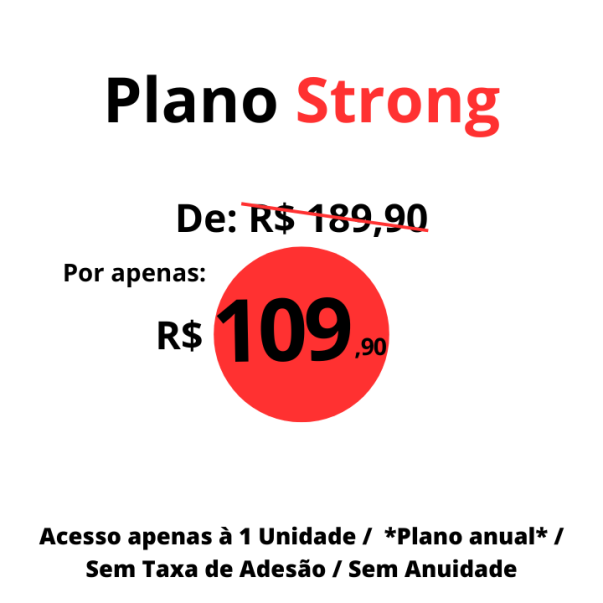 Plano Strong
De: R$ 189,90
Por apenas:
R$ 109,90
Acesso apenas à 1 Unidade / *Plano anual* /
Sem Taxa de Adesão / Sem Anuidade